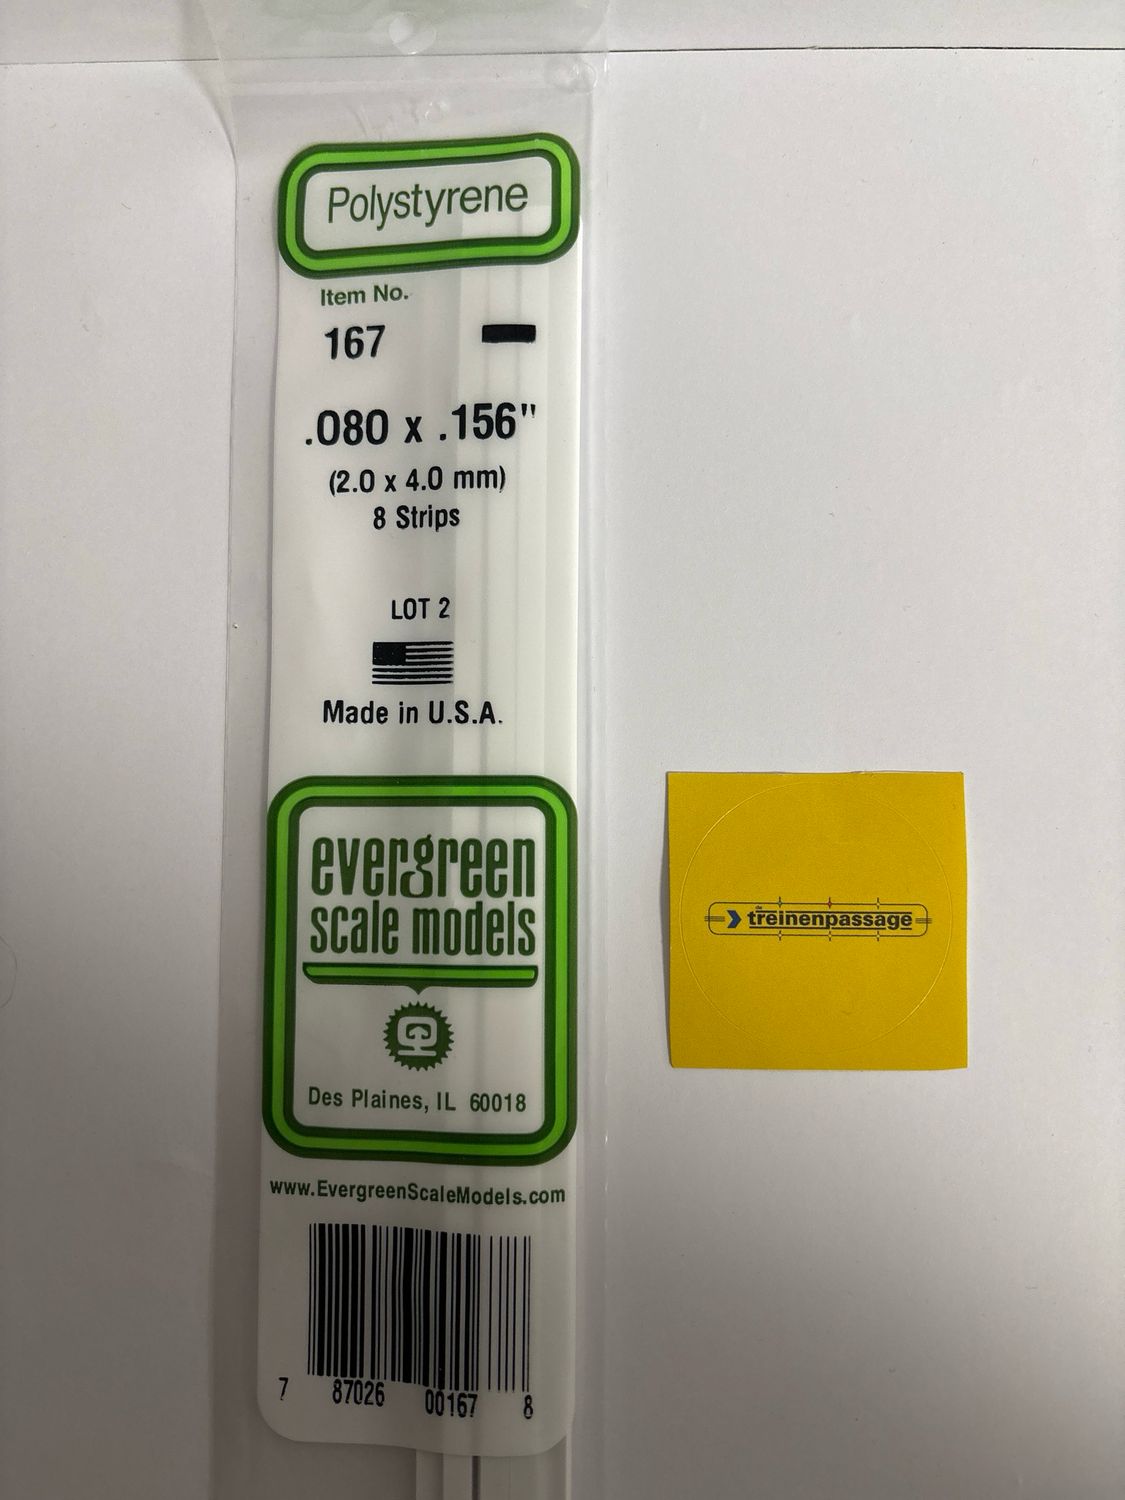 Polystyrene
Item No.
167
.080 x .156"
(2.0 x 4.0 mm)
8 Strips
LOT 2
Made in U.S.A.
evergreen
scale models
Des Plaines, IL 60018
www.EvergreenScaleModels.com
7 87026 00167 8
de
treinenpassage